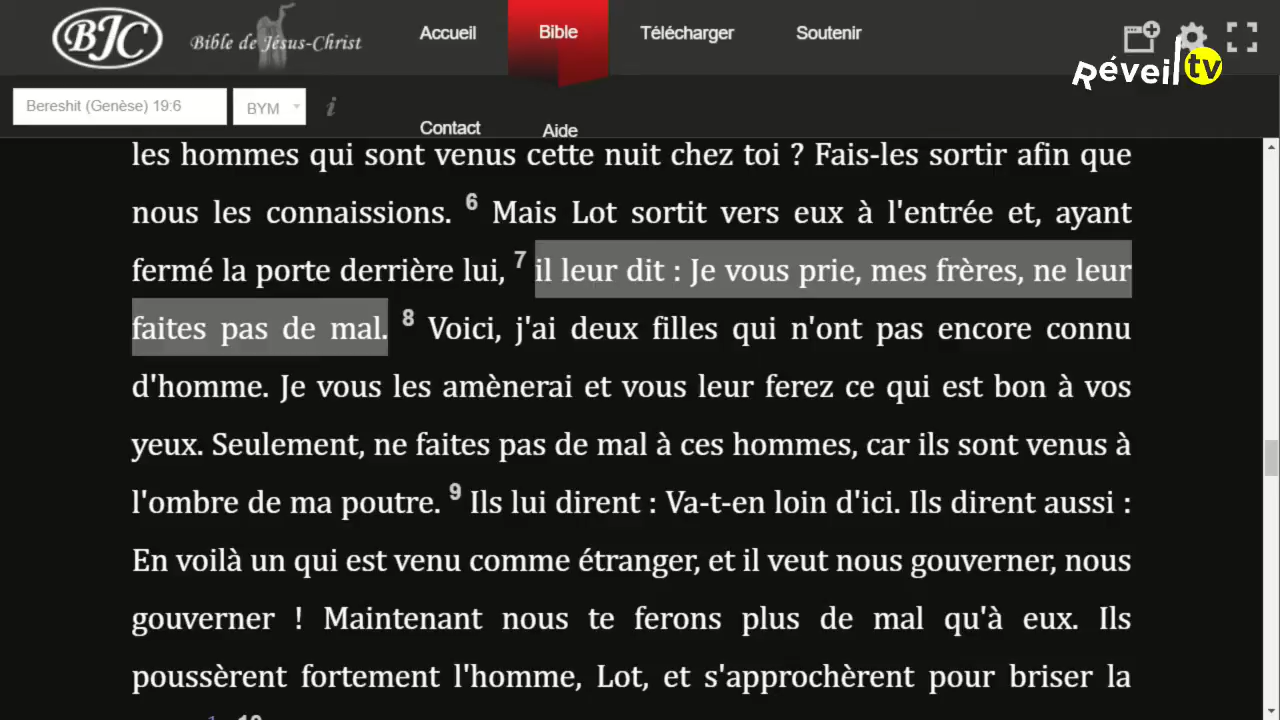 BJC
Bible de Jésus-Christ
Accueil
Bible
Télécharger
Soutenir
Réveil tv
Bereshit (Genèse) 19:6
BYM
i
Contact
Aide
les hommes qui sont venus cette nuit chez toi ? Fais-les sortir afin que
nous les connaissions. 6 Mais Lot sortit vers eux à l'entrée et, ayant
fermé la porte derrière lui, 7 il leur dit : Je vous prie, mes frères, ne leur
faites pas de mal. 8 Voici, j'ai deux filles qui n'ont pas encore connu
d'homme. Je vous les amènerai et vous leur ferez ce qui est bon à vos
yeux. Seulement, ne faites pas de mal à ces hommes, car ils sont venus à
l'ombre de ma poutre. 9 Ils lui dirent : Va-t-en loin d'ici. Ils dirent aussi :
En voilà un qui est venu comme étranger, et il veut nous gouverner, nous
gouverner ! Maintenant nous te ferons plus de mal qu'à eux. Ils
poussèrent fortement l'homme, Lot, et s'approchèrent pour briser la